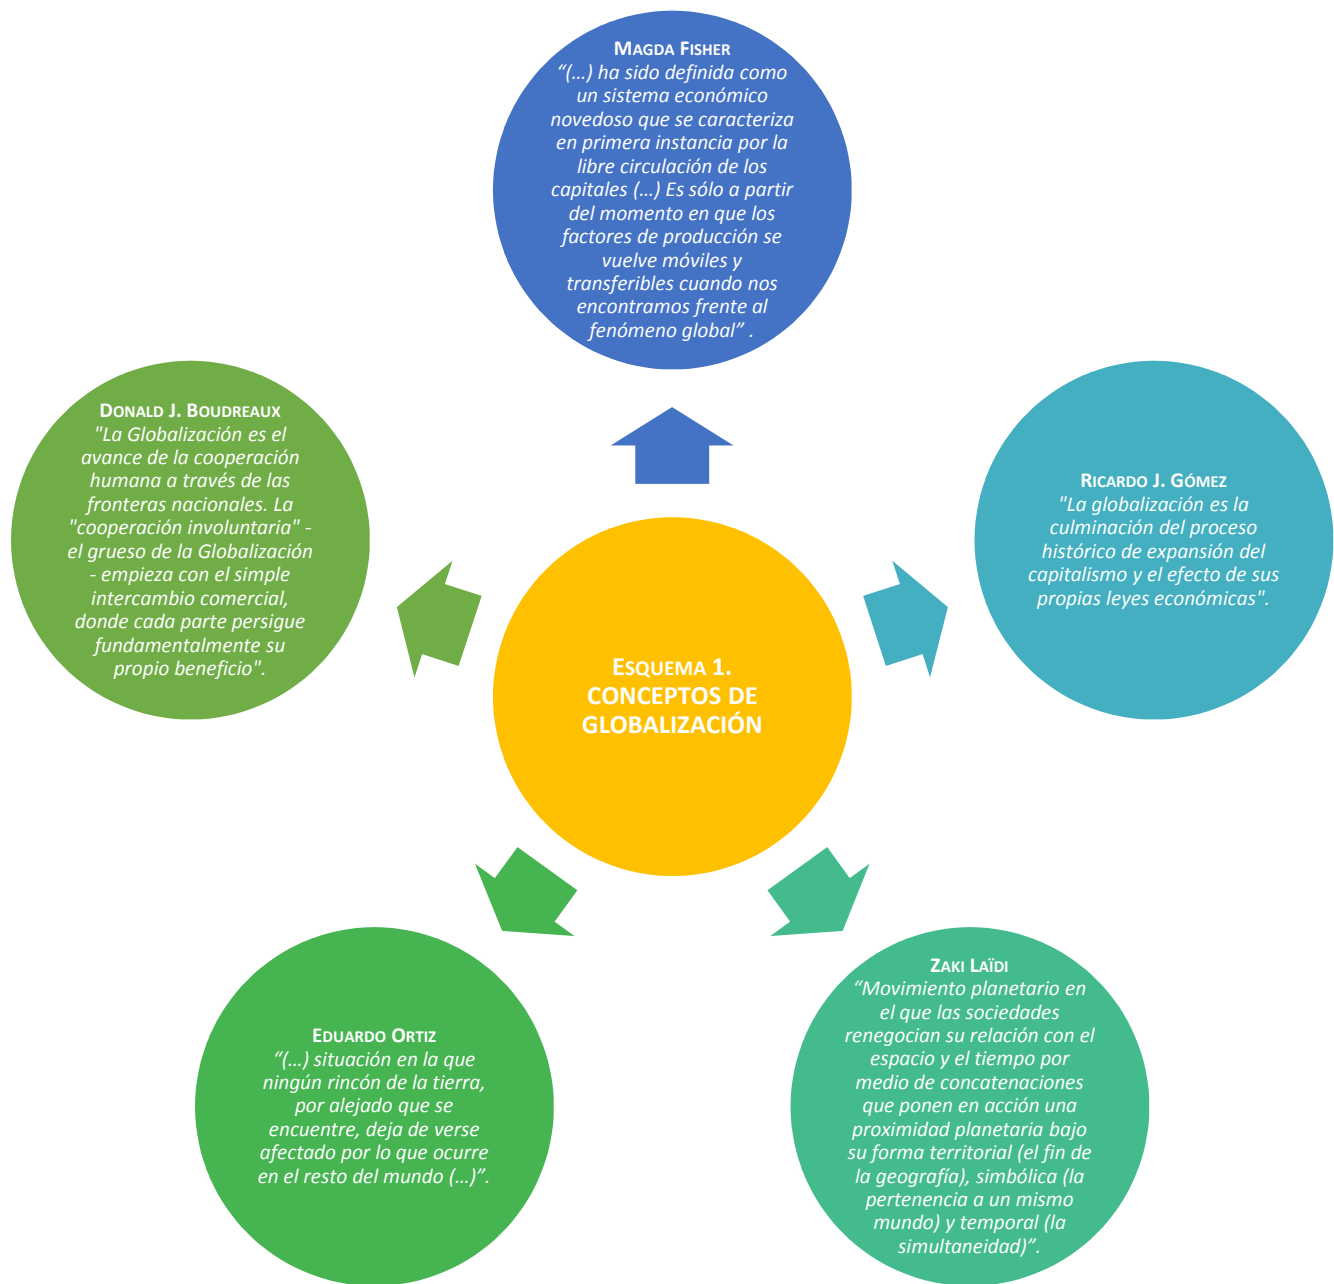 MAGDA FISHER
“(...) ha sido definida como
un sistema económico
novedoso que se caracteriza
en primera instancia por la
libre circulación de los
capitales (...) Es sólo a partir
del momento en que los
factores de producción se
vuelve móviles y
transferibles cuando nos
encontramos frente al
fenómeno global” .
RICARDO J. GÓMEZ
"La globalización es la
culminación del proceso
histórico de expansión del
capitalismo y el efecto de sus
propias leyes económicas".
ZAKI LAÏDI
“Movimiento planetario en
el que las sociedades
renegocian su relación con el
espacio y el tiempo por
medio de concatenaciones
que ponen en acción una
proximidad planetaria bajo
su forma territorial (el fin de
la geografía), simbólica (la
pertenencia a un mismo
mundo) y temporal (la
simultaneidad)”.
EDUARDO ORTIZ
“(...) situación en la que
ningún rincón de la tierra,
por alejado que se
encuentre, deja de verse
afectado por lo que ocurre
en el resto del mundo (...)”.
DONALD J. BOUDREAUX
"La Globalización es el
avance de la cooperación
humana a través de las
fronteras nacionales. La
"cooperación involuntaria" -
el grueso de la Globalización
- empieza con el simple
intercambio comercial,
donde cada parte persigue
fundamentalmente su
propio beneficio".
ESQUEMA 1.
CONCEPTOS DE
GLOBALIZACIÓN